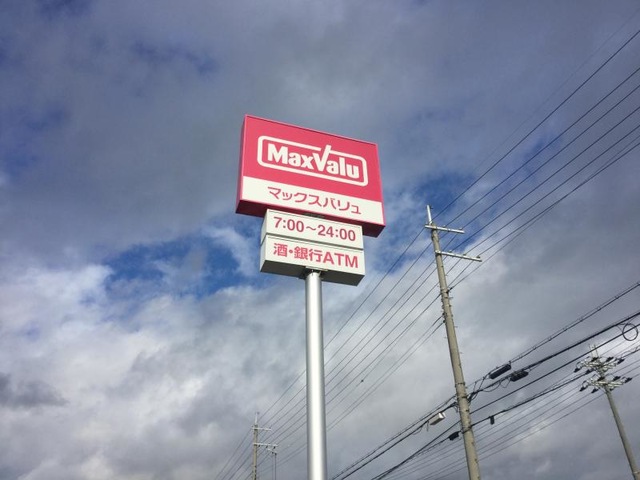 MaxValu
マックスバリュ
7:00～24:00
酒・銀行ATM